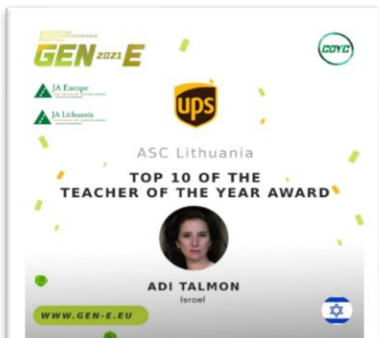 GEN 2021 E
COYC
JA Europe
JA Lithuania
ups
ASC Lithuania
TOP 10 OF THE
TEACHER OF THE YEAR AWARD
ADI TALMON
Israel
WWW.GEN-E.EU